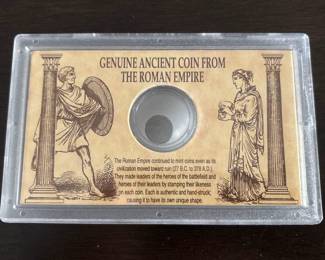 GENUINE ANCIENT COIN FROM
THE ROMAN EMPIRE
The Roman Empire continued to mint coins even as its
civilization moved toward ruin (27 B.C. to 378 A.D.)
They made leaders of the heroes of the battlefield and
heroes of their leaders by stamping their likeness
on each coin. Each is authentic and hand-struck;
causing it to have its own unique shape.